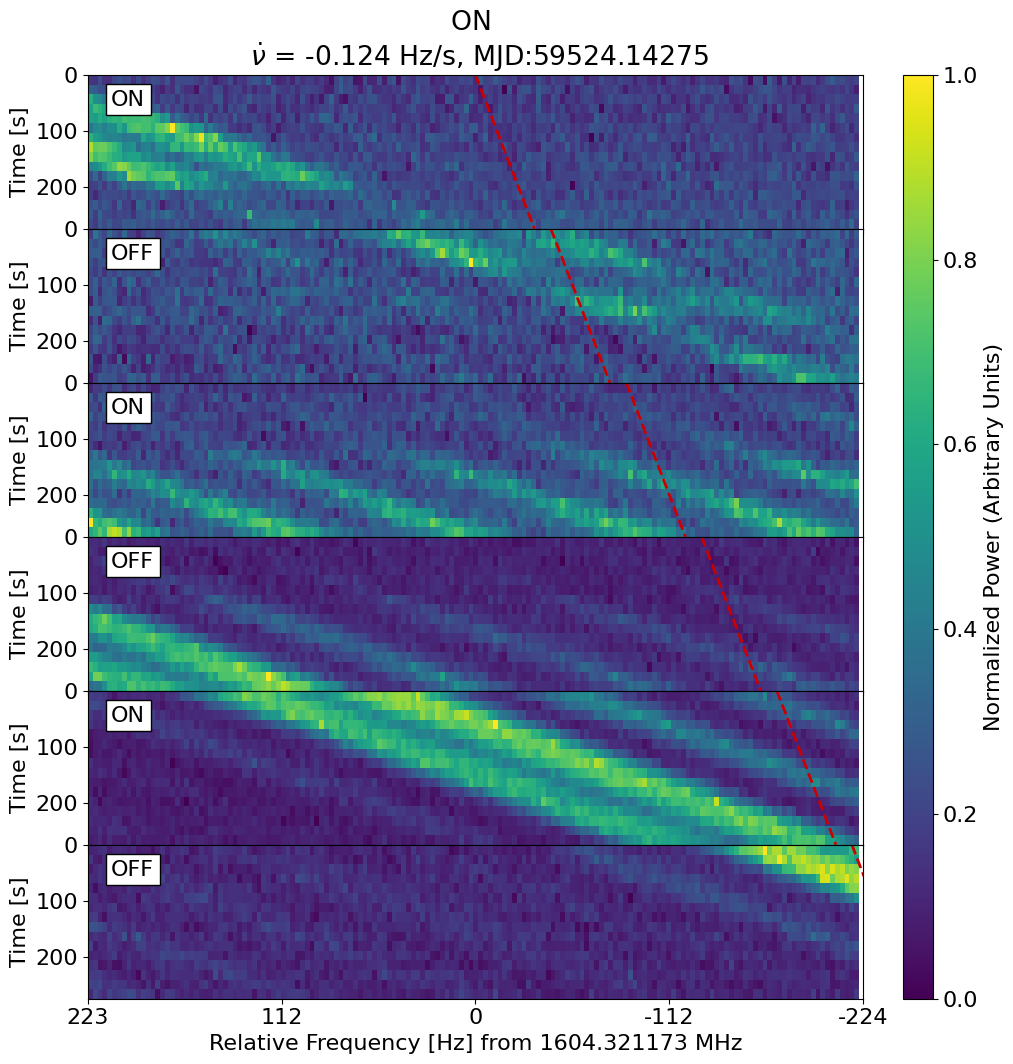 ON
ν̇ = -0.124 Hz/s, MJD:59524.14275
0
ON
Time [s]
100
200
0
OFF
Time [s]
100
200
0
ON
Time [s]
100
200
0
OFF
Time [s]
100
200
0
ON
Time [s]
100
200
0
OFF
Time [s]
100
200
223 112 0 -112 -224
Relative Frequency [Hz] from 1604.321173 MHz
1.0
0.8
0.6
0.4
0.2
0.0
Normalized Power (Arbitrary Units)